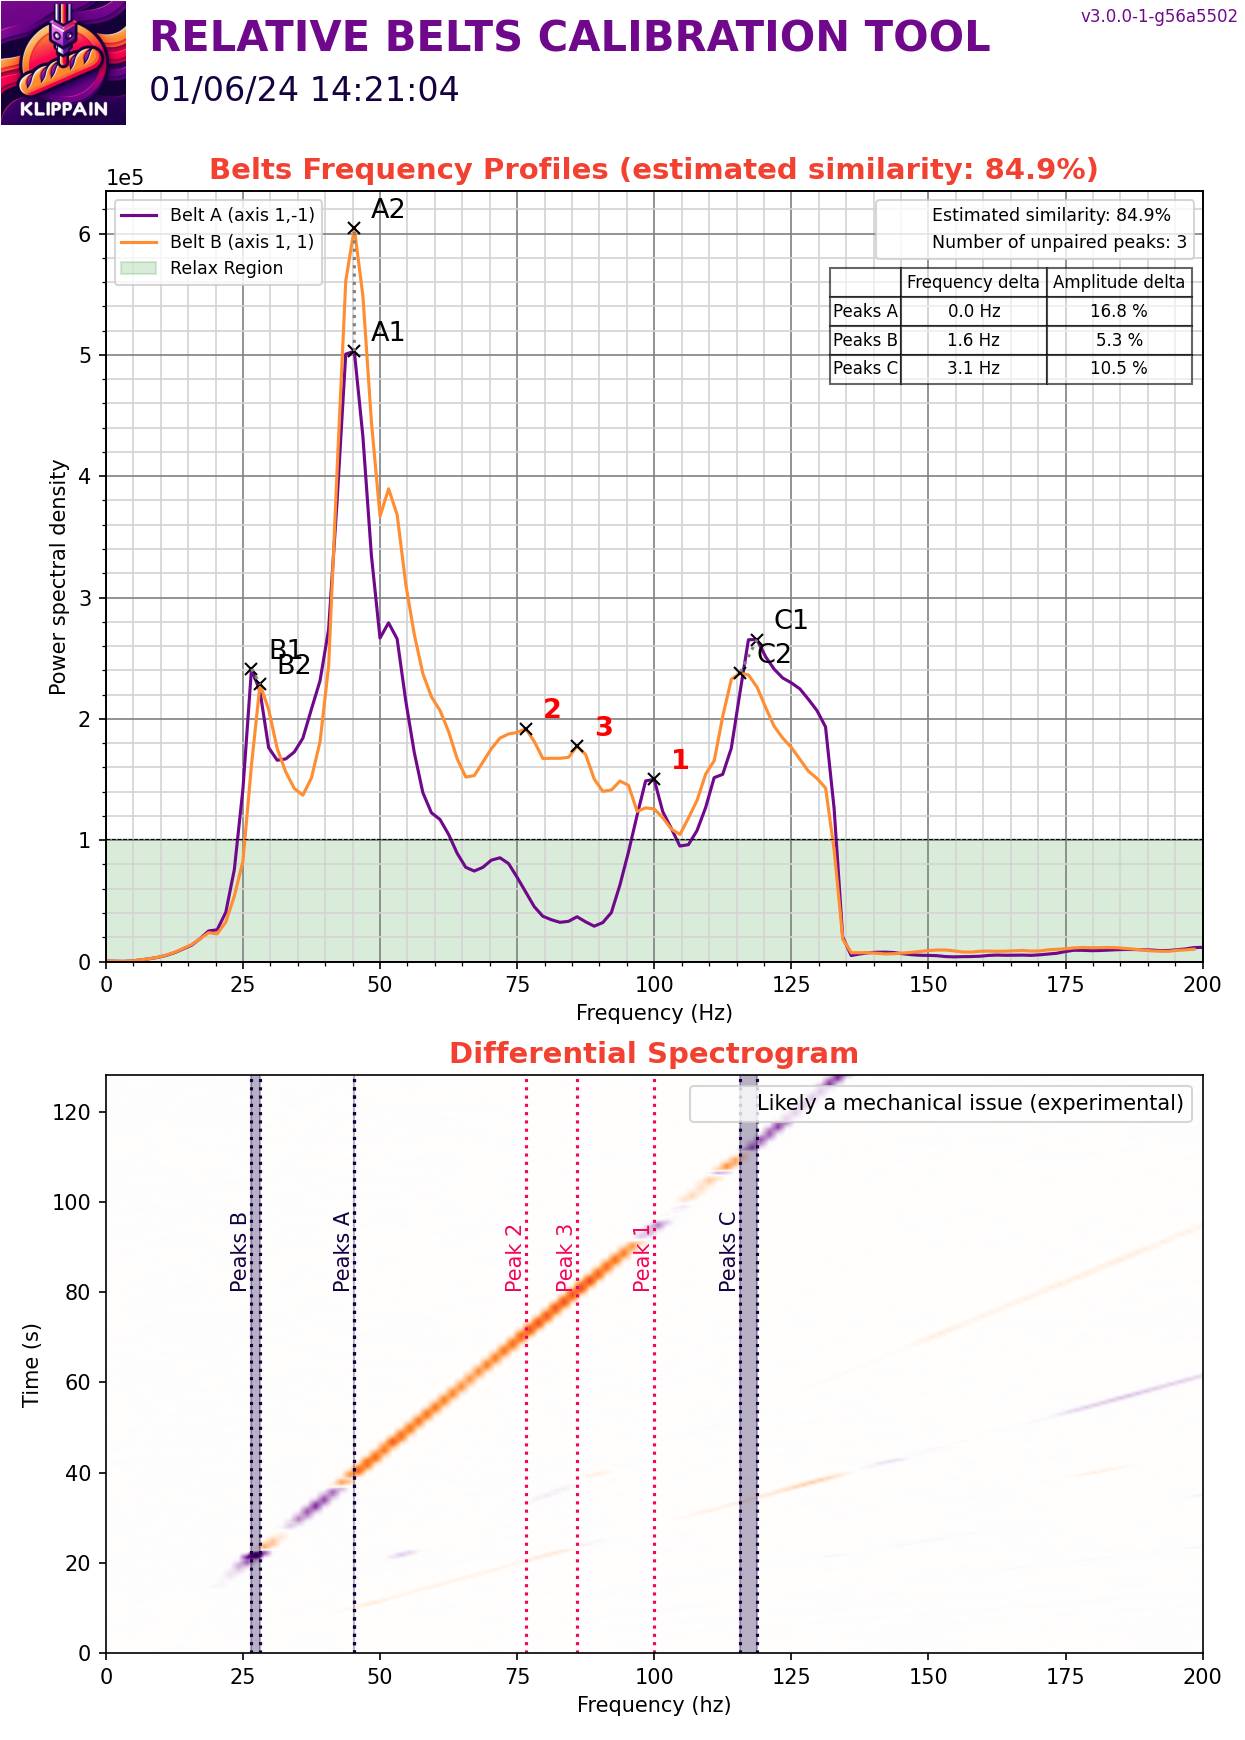 KLIPPAIN
RELATIVE BELTS CALIBRATION TOOL
01/06/24 14:21:04
v3.0.0-1-g56a5502
Belts Frequency Profiles (estimated similarity: 84.9%)
1e5
Belt A (axis 1,-1)
Belt B (axis 1, 1)
Relax Region
Estimated similarity: 84.9%
Number of unpaired peaks: 3
Frequency delta Amplitude delta
Peaks A 0.0 Hz 16.8 %
Peaks B 1.6 Hz 5.3 %
Peaks C 3.1 Hz 10.5 %
A2
A1
B1
B2
2
3
1
C1
C2
Power spectral density
6
5
4
3
2
1
0
0 25 50 75 100 125 150 175 200
Frequency (Hz)
Differential Spectrogram
Likely a mechanical issue (experimental)
Peaks B
Peaks A
Peak 2
Peak 3
Peak 1
Peaks C
Time (s)
120
100
80
60
40
20
0
0 25 50 75 100 125 150 175 200
Frequency (hz)